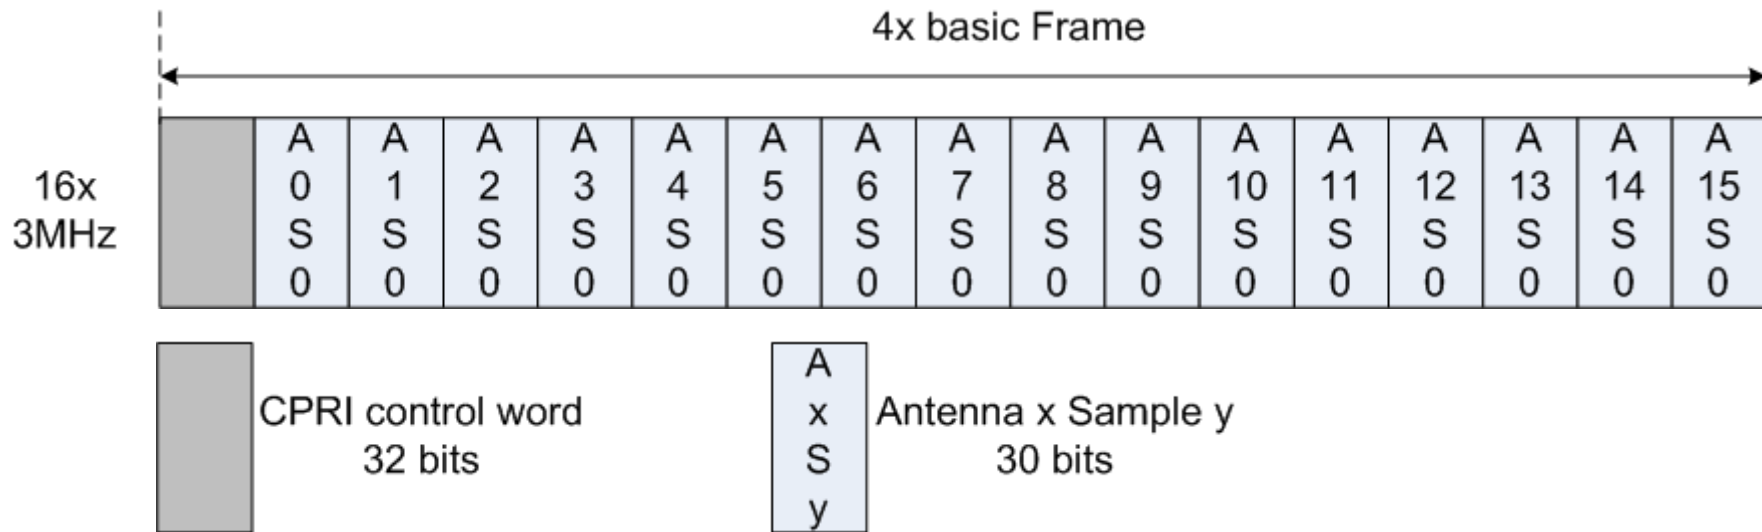 4x basic Frame
16x
3MHz
A A A A A A A A A A A A A A A A
0 1 2 3 4 5 6 7 8 9 10 11 12 13 14 15
S S S S S S S S S S S S S S S S
0 0 0 0 0 0 0 0 0 0 0 0 0 0 0 0
CPRI control word
32 bits
A
x
S
y
Antenna x Sample y
30 bits